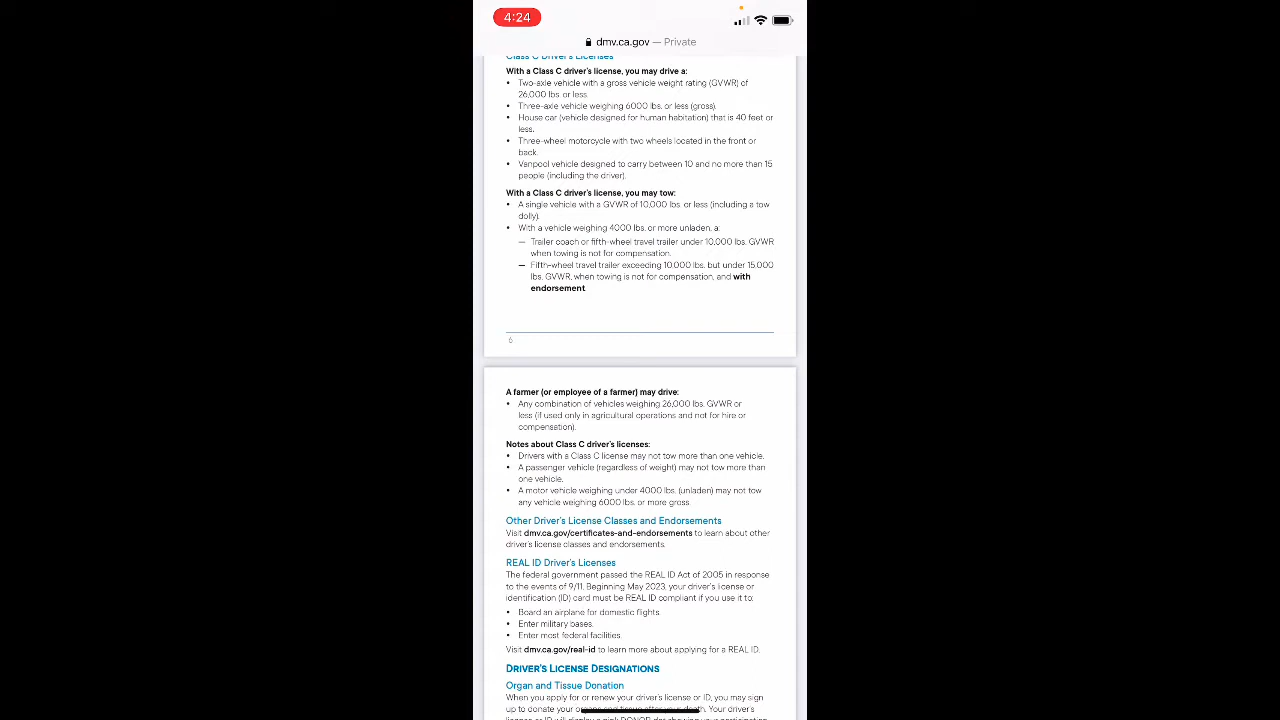 4:24
dmv.ca.gov — Private
Class C Driver's Licenses
With a Class C driver's license, you may drive a:
• Two-axle vehicle with a gross vehicle weight rating (GVWR) of
26,000 lbs. or less.
• Three-axle vehicle weighing 6000 lbs. or less (gross).
• House car (vehicle designed for human habitation) that is 40 feet or
less.
• Three-wheel motorcycle with two wheels located in the front or
back.
• Vanpool vehicle designed to carry between 10 and no more than 15
people (including the driver).
With a Class C driver's license, you may tow:
• A single vehicle with a GVWR of 10,000 lbs. or less (including a tow
dolly).
• With a vehicle weighing 4000 lbs. or more unladen, a:
— Trailer coach or fifth-wheel travel trailer under 10,000 lbs. GVWR
when towing is not for compensation.
— Fifth-wheel travel trailer exceeding 10,000 lbs. but under 15,000
lbs. GVWR, when towing is not for compensation, and with
endorsement.
6
A farmer (or employee of a farmer) may drive:
• Any combination of vehicles weighing 26,000 lbs. GVWR or
less (if used only in agricultural operations and not for hire or
compensation).
Notes about Class C driver's licenses:
• Drivers with a Class C license may not tow more than one vehicle.
• A passenger vehicle (regardless of weight) may not tow more than
one vehicle.
• A motor vehicle weighing under 4000 lbs. (unladen) may not tow
any vehicle weighing 6000 lbs. or more gross.
Other Driver's License Classes and Endorsements
Visit dmv.ca.gov/certificates-and-endorsements to learn about other
driver's license classes and endorsements.
REAL ID Driver's Licenses
The federal government passed the REAL ID Act of 2005 in response
to the events of 9/11. Beginning May 2023, your driver's license or
identification (ID) card must be REAL ID compliant if you use it to:
• Board an airplane for domestic flights.
• Enter military bases.
• Enter most federal facilities.
Visit dmv.ca.gov/real-id to learn more about applying for a REAL ID.
DRIVER'S LICENSE DESIGNATIONS
Organ and Tissue Donation
When you apply for or renew your driver's license or ID, you may sign
up to donate your organs and tissue after your death. Your driver's